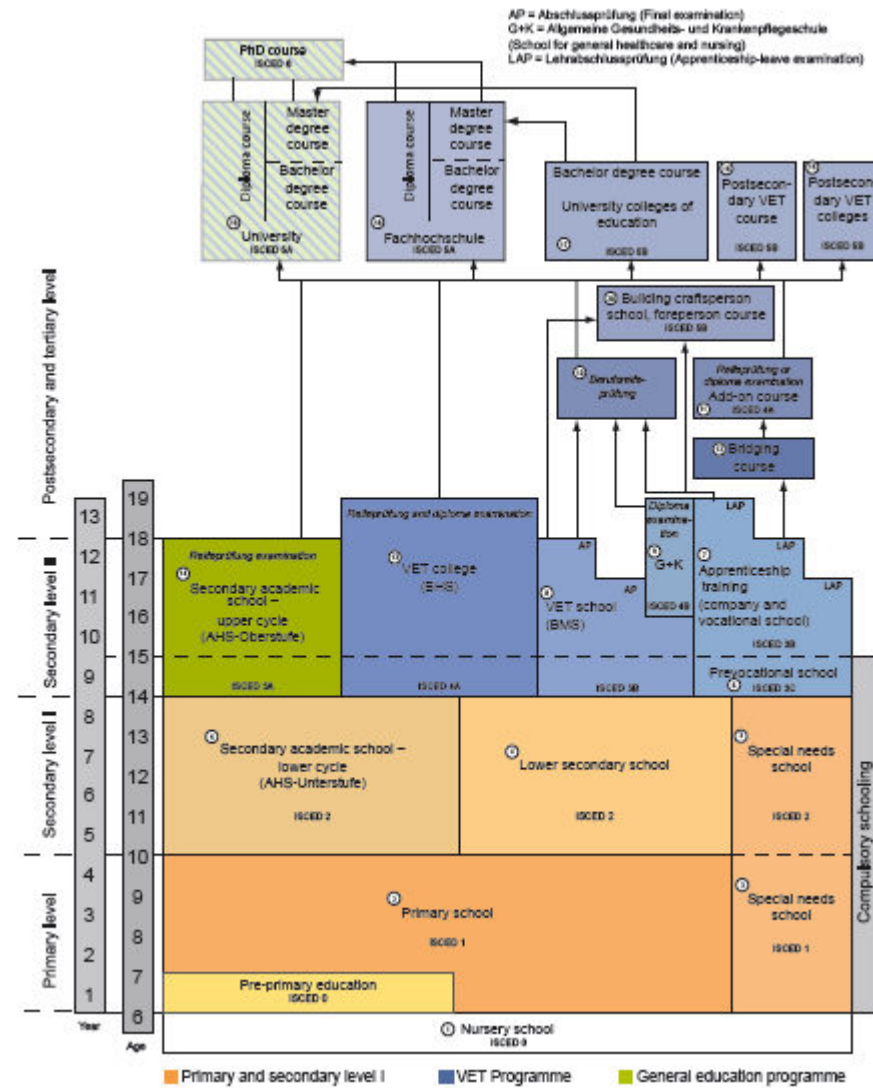 AP = Abschlussprüfung (Final examination)
G+K = Allgemeine Gesundheits- und Krankenpflegeschule
(School for general healthcare and nursing)
LAP = Lehrabschlussprüfung (Apprenticeship-leave examination)
PhD course
ISCED 6
Diploma course
Master
degree
course
Bachelor
degree
course
University
ISCED 5A
Diploma course
Master
degree
course
Bachelor
degree
course
Fachhochschule
ISCED 5A
Bachelor degree course
University colleges of
education
ISCED 5B
Postsecon-
dary VET
course
ISCED 5B
Postsecon-
dary VET
colleges
ISCED 5B
Building craftsperson
school, foreperson course
ISCED 5B
Berufsreife-
prüfung
Reifeprüfung or
diploma examination
Add-on course
ISCED 4A
Bridging
course
Postsecondary and tertiary level
Secondary level II
Secondary level I
Primary level
13
12
11
10
9
8
7
6
5
4
3
2
1
Year
19
18
17
16
15
14
13
12
11
10
9
8
7
6
Age
Reifeprüfung examination
Secondary academic
school –
upper cycle
(AHS-Oberstufe)
ISCED 3A
Reifeprüfung and diploma examination
VET college
(BHS)
ISCED 4A
AP
AP
VET school
(BMS)
ISCED 3B
Diploma
examina-
tion
G+K
ISCED 4B
LAP
LAP
LAP
Apprenticeship
training
(company and
vocational school)
ISCED 3B
Prevocational school
ISCED 3C
Secondary academic school –
lower cycle
(AHS-Unterstufe)
ISCED 2
Lower secondary school
ISCED 2
Special needs
school
ISCED 2
Primary school
ISCED 1
Special needs
school
ISCED 1
Pre-primary education
ISCED 0
1 Nursery school
ISCED 0
Compulsory schooling
Primary and secondary level I
VET Programme
General education programme